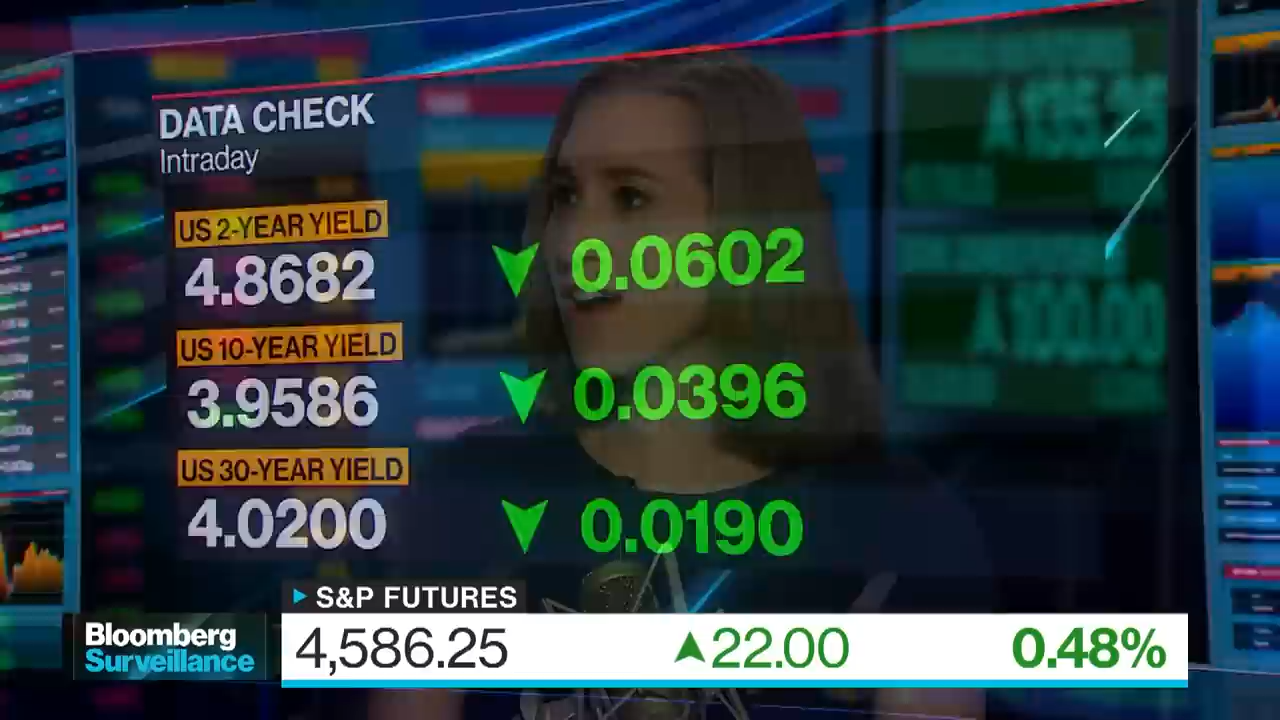 DATA CHECK
Intraday
US 2-YEAR YIELD
4.8682 ▼ 0.0602
US 10-YEAR YIELD
3.9586 ▼ 0.0396
US 30-YEAR YIELD
4.0200 ▼ 0.0190
S&P FUTURES
Bloomberg
Surveillance
4,586.25 ▲22.00 0.48%